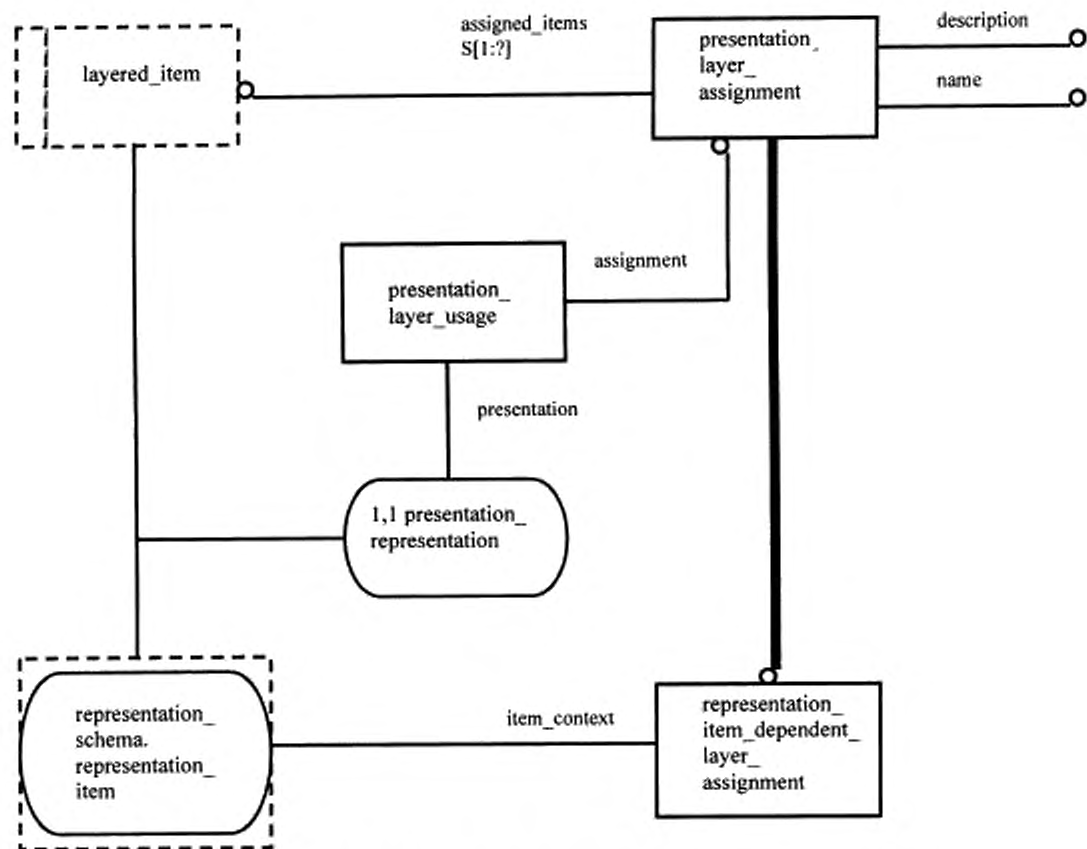 assigned_items
S[1:?]
description
layered_item
presentation_
layer_
assignment
name
assignment
presentation_
layer_usage
presentation
1,1 presentation_
representation
representation_
schema.
representation_
item
item_context
representation_
item_dependent_
layer_
assignment